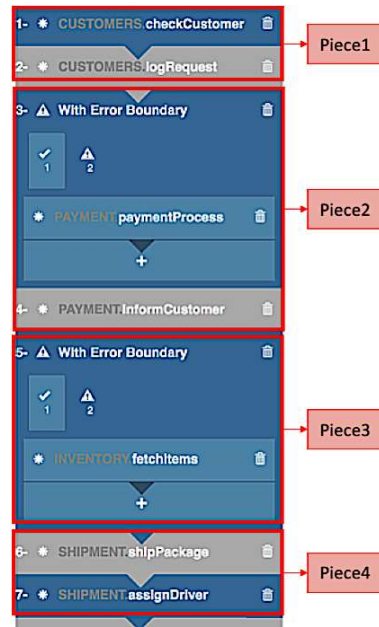 1- CUSTOMERS.checkCustomer
2- CUSTOMERS.logRequest
Piece1
3- With Error Boundary
1 2
PAYMENT.paymentProcess
+
Piece2
4- PAYMENT.InformCustomer
5- With Error Boundary
1 2
INVENTORY.fetchItems
+
Piece3
6- SHIPMENT.shipPackage
7- SHIPMENT.assignDriver
Piece4